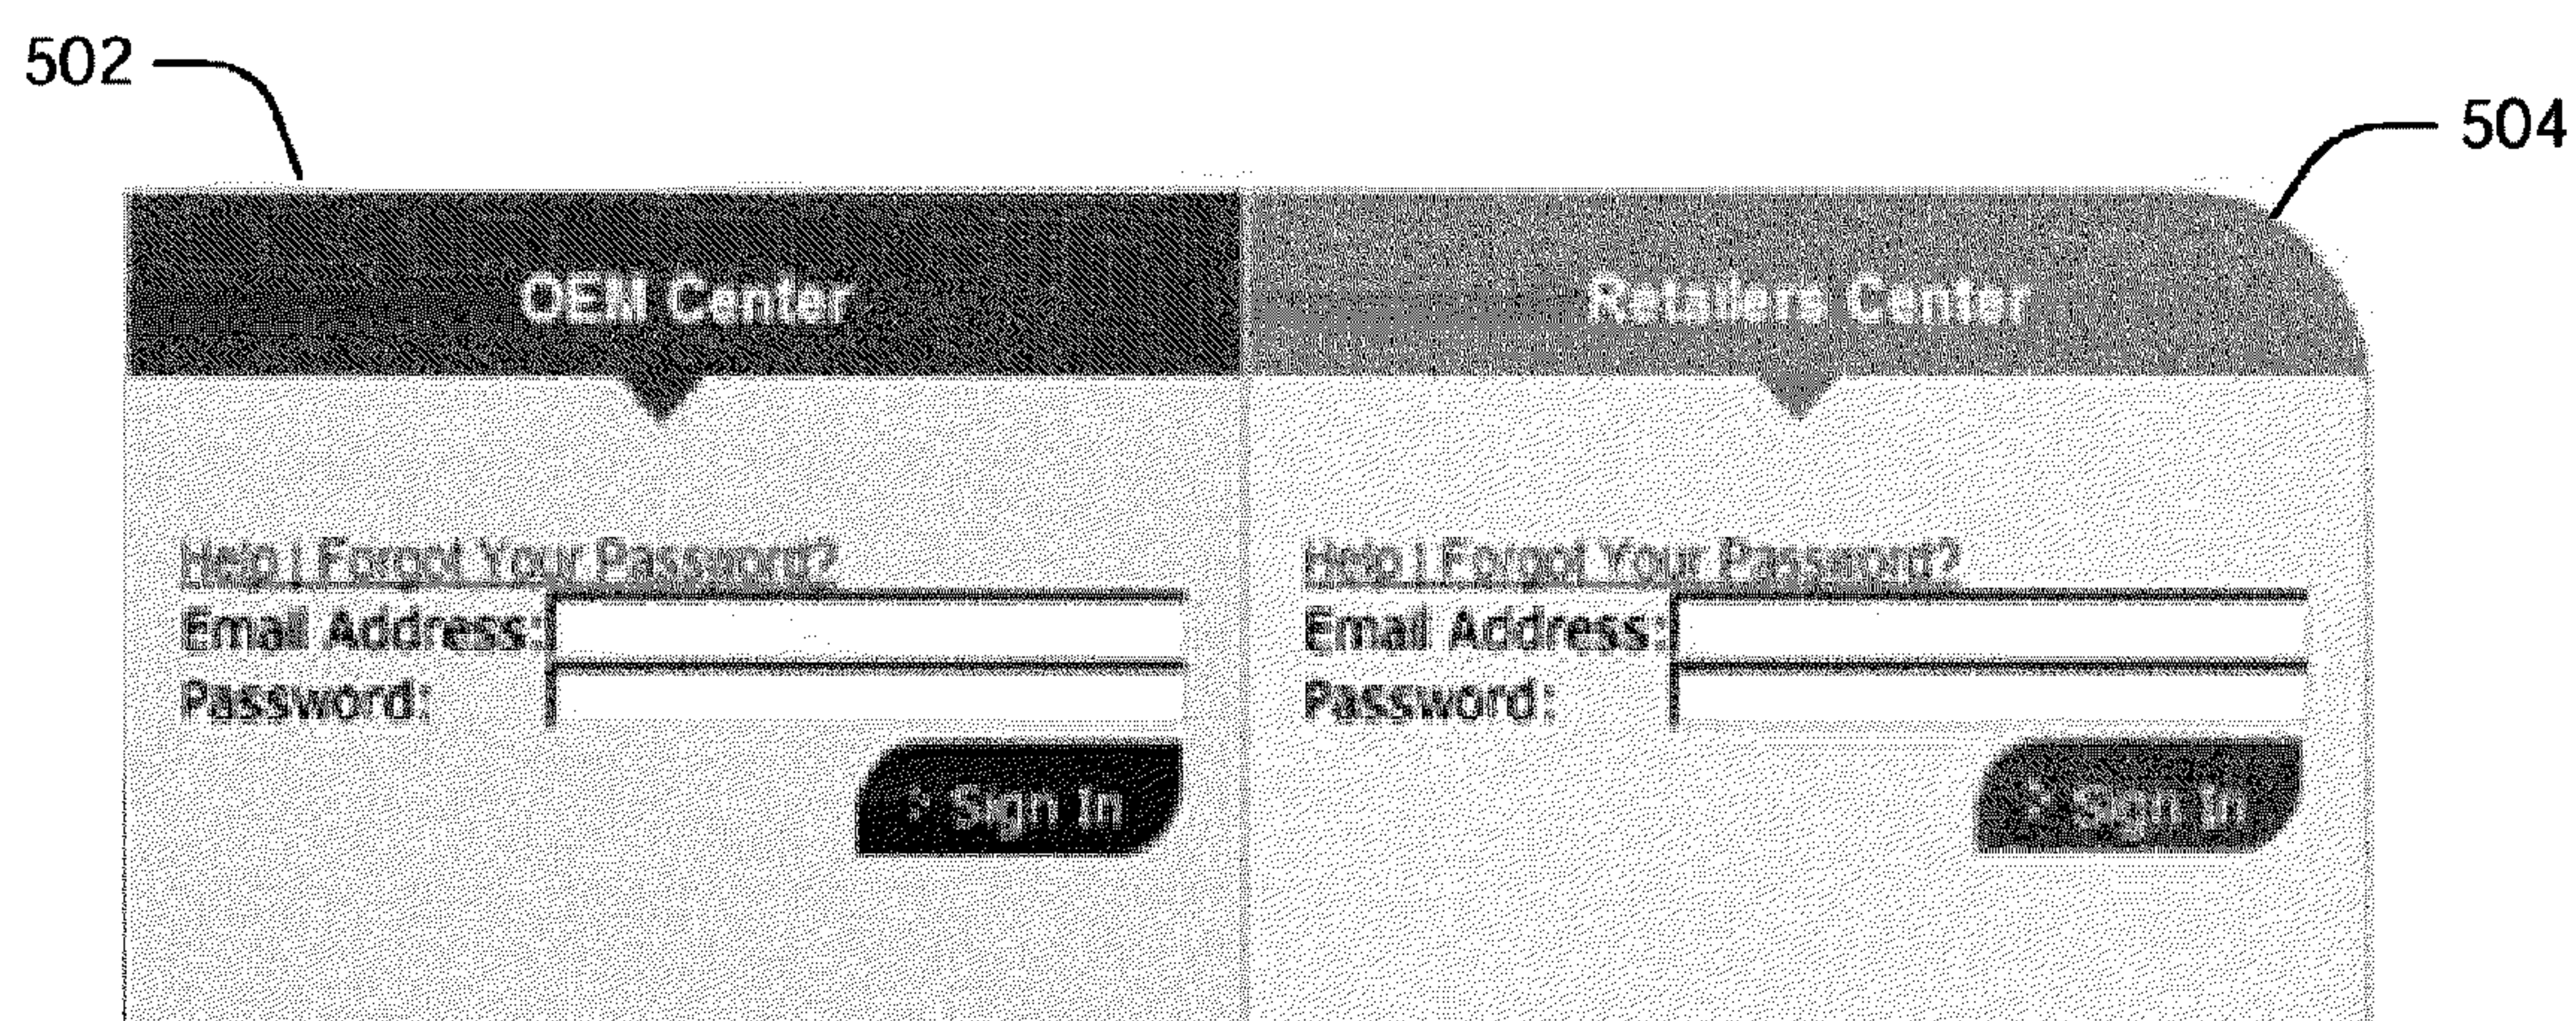 502
504
OEM Center
Retailers Center
Help | Forgot Your Password?
Email Address:
Password:
> Sign In
Help | Forgot Your Password?
Email Address:
Password:
> Sign In